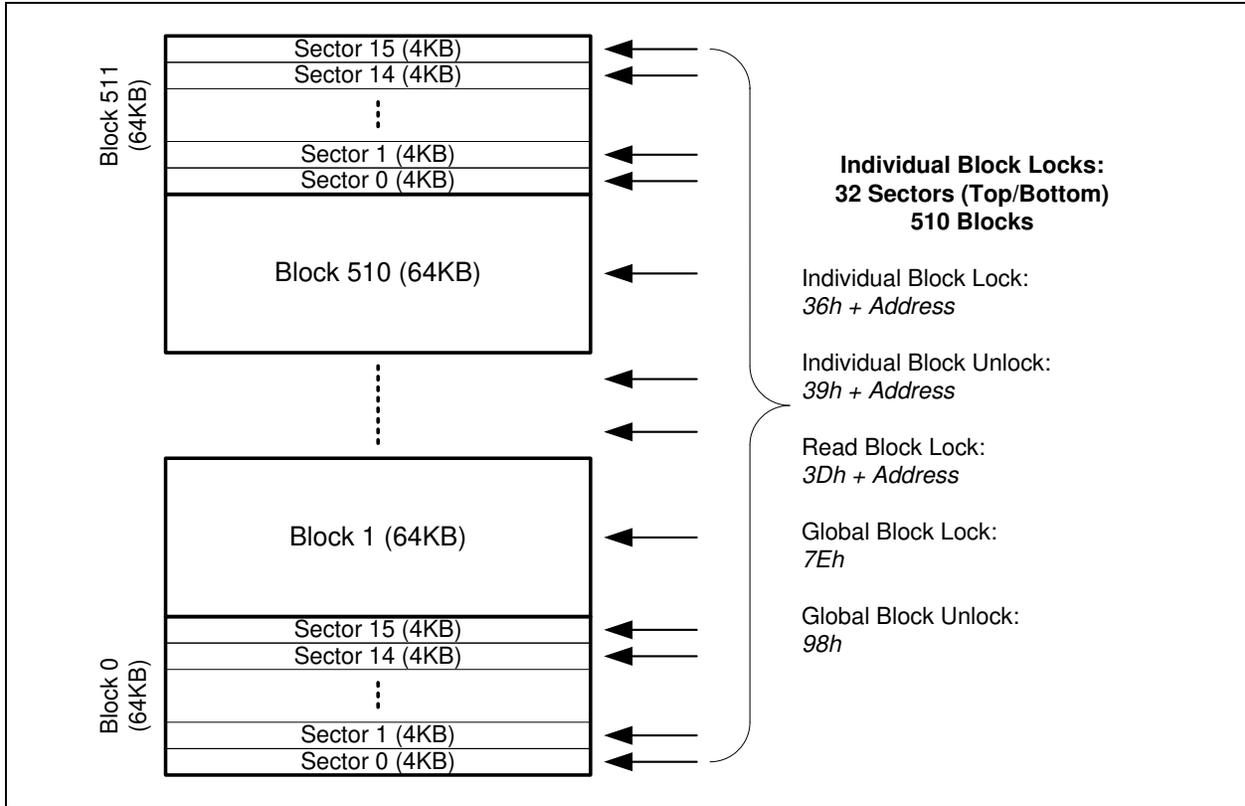 Block 511
(64KB)
Sector 15 (4KB)
Sector 14 (4KB)
Sector 1 (4KB)
Sector 0 (4KB)
Block 510 (64KB)
Block 1 (64KB)
Block 0
(64KB)
Sector 15 (4KB)
Sector 14 (4KB)
Sector 1 (4KB)
Sector 0 (4KB)
Individual Block Locks:
32 Sectors (Top/Bottom)
510 Blocks
Individual Block Lock:
36h + Address
Individual Block Unlock:
39h + Address
Read Block Lock:
3Dh + Address
Global Block Lock:
7Eh
Global Block Unlock:
98h